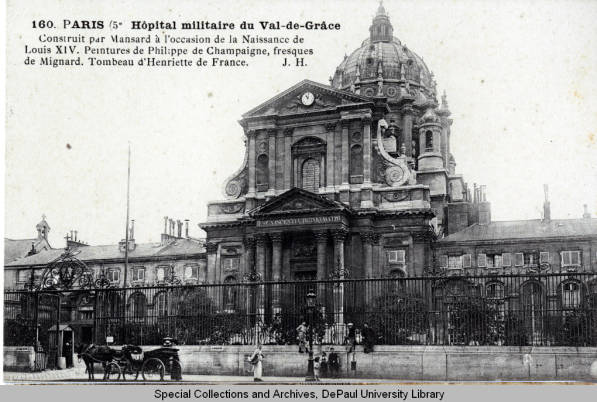 160. PARIS (5e Hôpital militaire du Val-de-Grâce
Construit par Mansard à l'occasion de la Naissance de
Louis XIV. Peintures de Philippe de Champaigne, fresques
de Mignard. Tombeau d'Henriette de France. J. H.
Special Collections and Archives, DePaul University Library